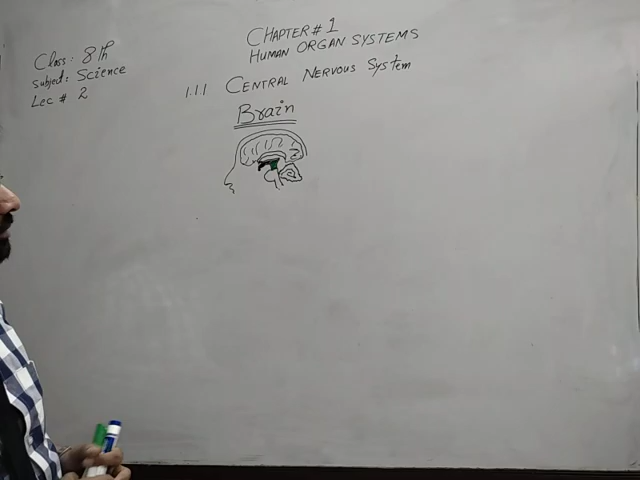 Class: 8th
Subject: Science
Lec # 2
CHAPTER # 1
HUMAN ORGAN SYSTEMS
1.1.1 CENTRAL NERVOUS System
Brain